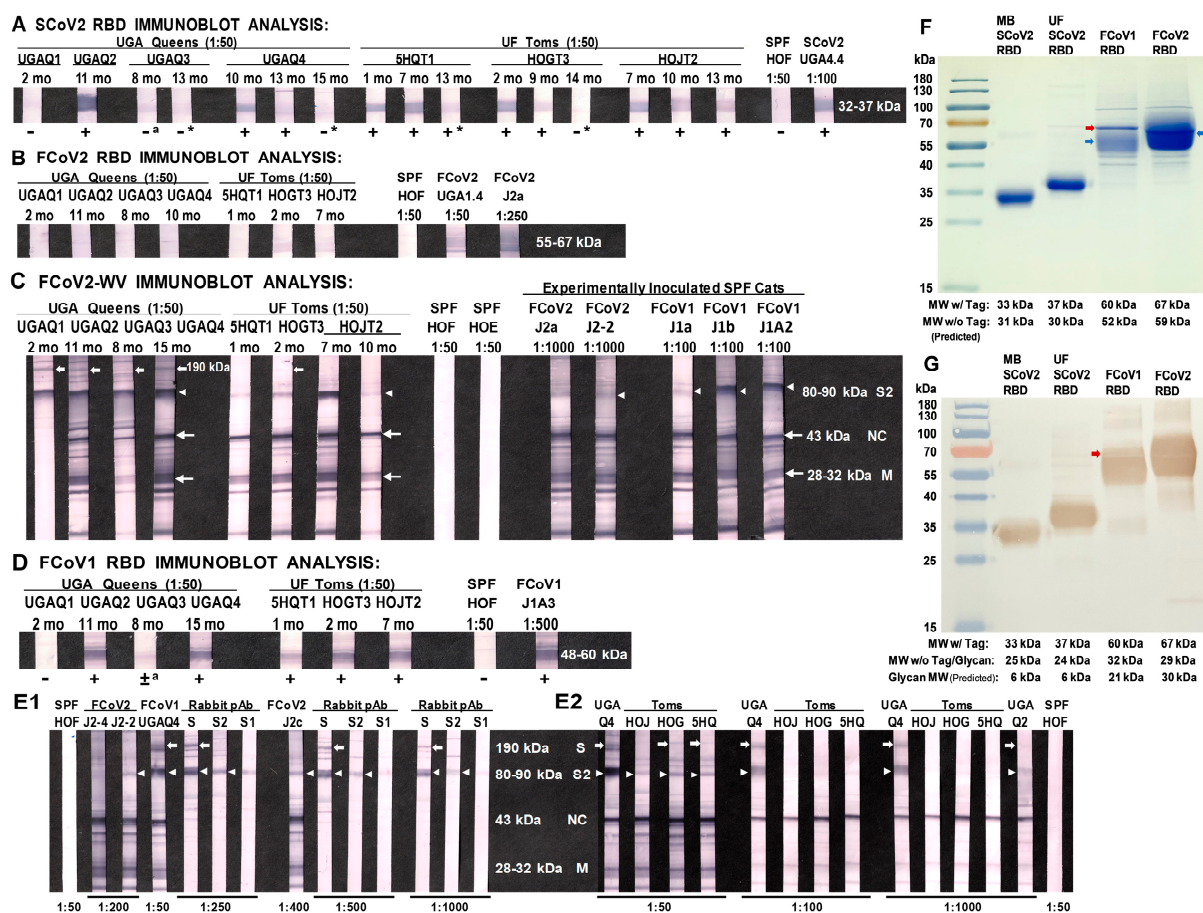 A SCoV2 RBD IMMUNOBLOT ANALYSIS:
UGA Queens (1:50) UF Toms (1:50) SPF SCoV2
UGAQ1 UGAQ2 UGAQ3 UGAQ4 5HQT1 HOGT3 HOJT2 HOF UGA4.4
2 mo 11 mo 8 mo 13 mo 10 mo 13 mo 15 mo 1 mo 7 mo 13 mo 2 mo 9 mo 14 mo 7 mo 10 mo 13 mo 1:50 1:100
32-37 kDa
- + -a -* + + -* + + +* + + -* + + + - +
B FCoV2 RBD IMMUNOBLOT ANALYSIS:
UGA Queens (1:50) UF Toms (1:50) SPF FCoV2 FCoV2
UGAQ1 UGAQ2 UGAQ3 UGAQ4 5HQT1 HOGT3 HOJT2 HOF UGA1.4 J2a
2 mo 11 mo 8 mo 10 mo 1 mo 2 mo 7 mo 1:50 1:50 1:250
55-67 kDa
C FCoV2-WV IMMUNOBLOT ANALYSIS:
Experimentally Inoculated SPF Cats
UGA Queens (1:50) UF Toms (1:50) SPF SPF FCoV2 FCoV2 FCoV1 FCoV1 FCoV1
UGAQ1 UGAQ2 UGAQ3 UGAQ4 5HQT1 HOGT3 HOJT2 HOF HOE J2a J2-2 J1a J1b J1A2
2 mo 11 mo 8 mo 15 mo 1 mo 2 mo 7 mo 10 mo 1:50 1:50 1:1000 1:1000 1:100 1:100 1:100
190 kDa
80-90 kDa S2
43 kDa NC
28-32 kDa M
D FCoV1 RBD IMMUNOBLOT ANALYSIS:
UGA Queens (1:50) UF Toms (1:50) SPF FCoV1
UGAQ1 UGAQ2 UGAQ3 UGAQ4 5HQT1 HOGT3 HOJT2 HOF J1A3
2 mo 11 mo 8 mo 15 mo 1 mo 2 mo 7 mo 1:50 1:500
48-60 kDa
- + ±a + + + + - +
E1 SPF FCoV2 FCoV1 Rabbit pAb FCoV2 Rabbit pAb Rabbit pAb
HOF J2-4 J2-2 UGAQ4 S S2 S1 J2c S S2 S1 S S2 S1
190 kDa S
80-90 kDa S2
43 kDa NC
28-32 kDa M
1:50 1:200 1:50 1:250 1:400 1:500 1:1000
E2 UGA Toms UGA Toms UGA Toms UGA SPF
Q4 HOJ HOG 5HQ Q4 HOJ HOG 5HQ Q4 HOJ HOG 5HQ Q2 HOF
1:50 1:100 1:1000 1:50
F
MB UF
SCoV2 SCoV2 FCoV1 FCoV2
RBD RBD RBD RBD
kDa
180
130
100
70
55
40
35
25
15
MW w/ Tag: 33 kDa 37 kDa 60 kDa 67 kDa
MW w/o Tag: 31 kDa 30 kDa 52 kDa 59 kDa
(Predicted)
G
MB UF
SCoV2 SCoV2 FCoV1 FCoV2
RBD RBD RBD RBD
kDa
180
130
100
70
55
40
35
25
15
MW w/ Tag: 33 kDa 37 kDa 60 kDa 67 kDa
MW w/o Tag/Glycan: 25 kDa 24 kDa 32 kDa 29 kDa
Glycan MW (Predicted): 6 kDa 6 kDa 21 kDa 30 kDa